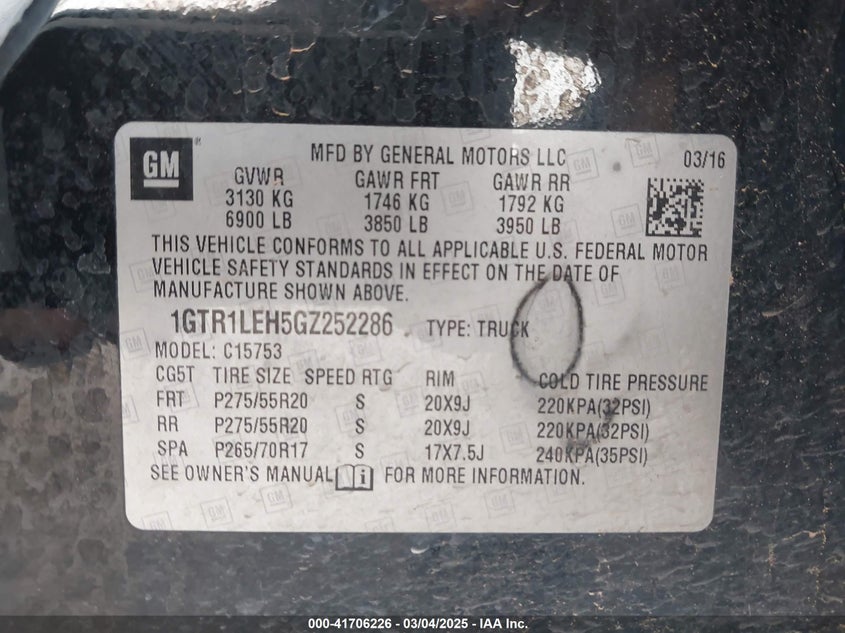 GM
MFD BY GENERAL MOTORS LLC 03/16
GVWR GAWR FRT GAWR RR
3130 KG 1746 KG 1792 KG
6900 LB 3850 LB 3950 LB
THIS VEHICLE CONFORMS TO ALL APPLICABLE U.S. FEDERAL MOTOR
VEHICLE SAFETY STANDARDS IN EFFECT ON THE DATE OF
MANUFACTURE SHOWN ABOVE.
1GTR1LEH5GZ252286 TYPE: TRUCK
MODEL: C15753
CG5T TIRE SIZE SPEED RTG RIM COLD TIRE PRESSURE
FRT P275/55R20 S 20X9J 220KPA(32PSI)
RR P275/55R20 S 20X9J 220KPA(32PSI)
SPA P265/70R17 S 17X7.5J 240KPA(35PSI)
SEE OWNER'S MANUAL i FOR MORE INFORMATION.
000-41706226 - 03/04/2025 - IAA Inc.